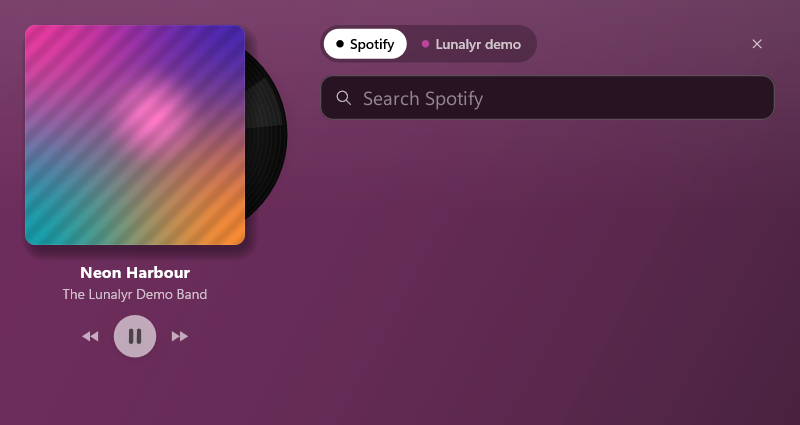 Spotify
Lunalyr demo
Search Spotify
Neon Harbour
The Lunalyr Demo Band